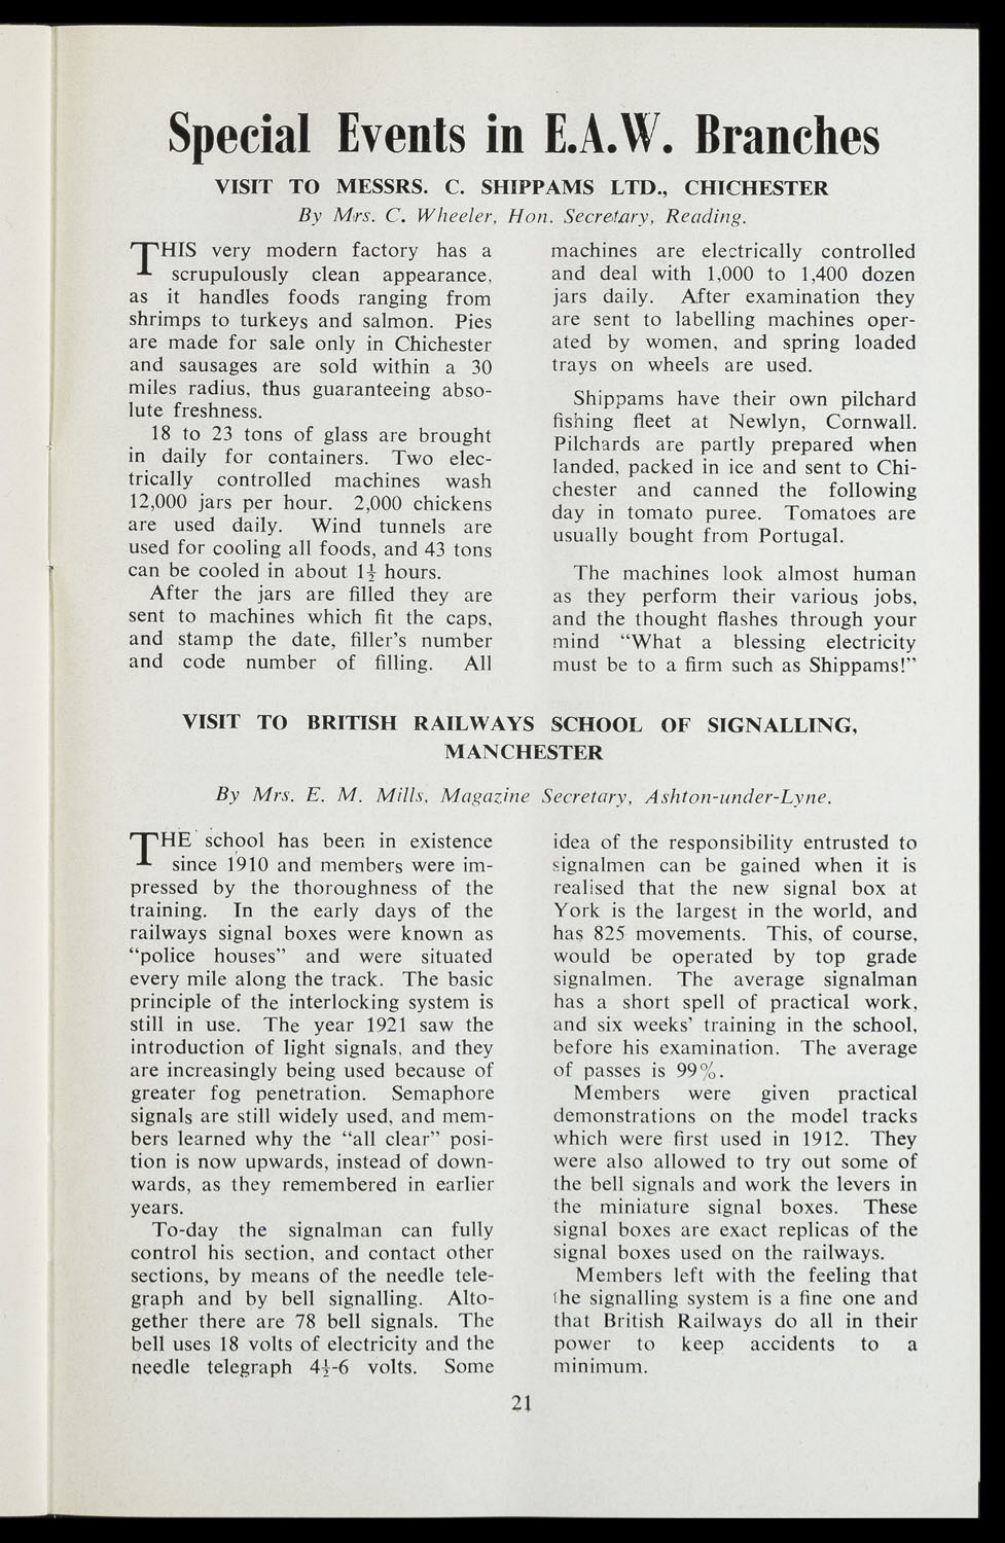 Special Events in E.A.W. Branches
VISIT TO MESSRS. C. SHIPPAMS LTD., CHICHESTER
By Mrs. C. Wheeler, Hon. Secretary, Reading.
THIS very modern factory has a
scrupulously clean appearance,
as it handles foods ranging from
shrimps to turkeys and salmon. Pies
are made for sale only in Chichester
and sausages are sold within a 30
miles radius, thus guaranteeing abso-
lute freshness.
18 to 23 tons of glass are brought
in daily for containers. Two elec-
trically controlled machines wash
12,000 jars per hour. 2,000 chickens
are used daily. Wind tunnels are
used for cooling all foods, and 43 tons
can be cooled in about 1½ hours.
After the jars are filled they are
sent to machines which fit the caps,
and stamp the date, filler's number
and code number of filling. All
machines are electrically controlled
and deal with 1,000 to 1,400 dozen
jars daily. After examination they
are sent to labelling machines oper-
ated by women, and spring loaded
trays on wheels are used.
Shippams have their own pilchard
fishing fleet at Newlyn, Cornwall.
Pilchards are partly prepared when
landed, packed in ice and sent to Chi-
chester and canned the following
day in tomato puree. Tomatoes are
usually bought from Portugal.
The machines look almost human
as they perform their various jobs,
and the thought flashes through your
mind "What a blessing electricity
must be to a firm such as Shippams!"
VISIT TO BRITISH RAILWAYS SCHOOL OF SIGNALLING,
MANCHESTER
By Mrs. E. M. Mills, Magazine Secretary, Ashton-under-Lyne.
THE school has been in existence
since 1910 and members were im-
pressed by the thoroughness of the
training. In the early days of the
railways signal boxes were known as
"police houses" and were situated
every mile along the track. The basic
principle of the interlocking system is
still in use. The year 1921 saw the
introduction of light signals, and they
are increasingly being used because of
greater fog penetration. Semaphore
signals are still widely used, and mem-
bers learned why the "all clear" posi-
tion is now upwards, instead of down-
wards, as they remembered in earlier
years.
To-day the signalman can fully
control his section, and contact other
sections, by means of the needle tele-
graph and by bell signalling. Alto-
gether there are 78 bell signals. The
bell uses 18 volts of electricity and the
needle telegraph 4½-6 volts. Some
idea of the responsibility entrusted to
signalmen can be gained when it is
realised that the new signal box at
York is the largest in the world, and
has 825 movements. This, of course,
would be operated by top grade
signalmen. The average signalman
has a short spell of practical work,
and six weeks' training in the school,
before his examination. The average
of passes is 99%.
Members were given practical
demonstrations on the model tracks
which were first used in 1912. They
were also allowed to try out some of
the bell signals and work the levers in
the miniature signal boxes. These
signal boxes are exact replicas of the
signal boxes used on the railways.
Members left with the feeling that
the signalling system is a fine one and
that British Railways do all in their
power to keep accidents to a
minimum.
21